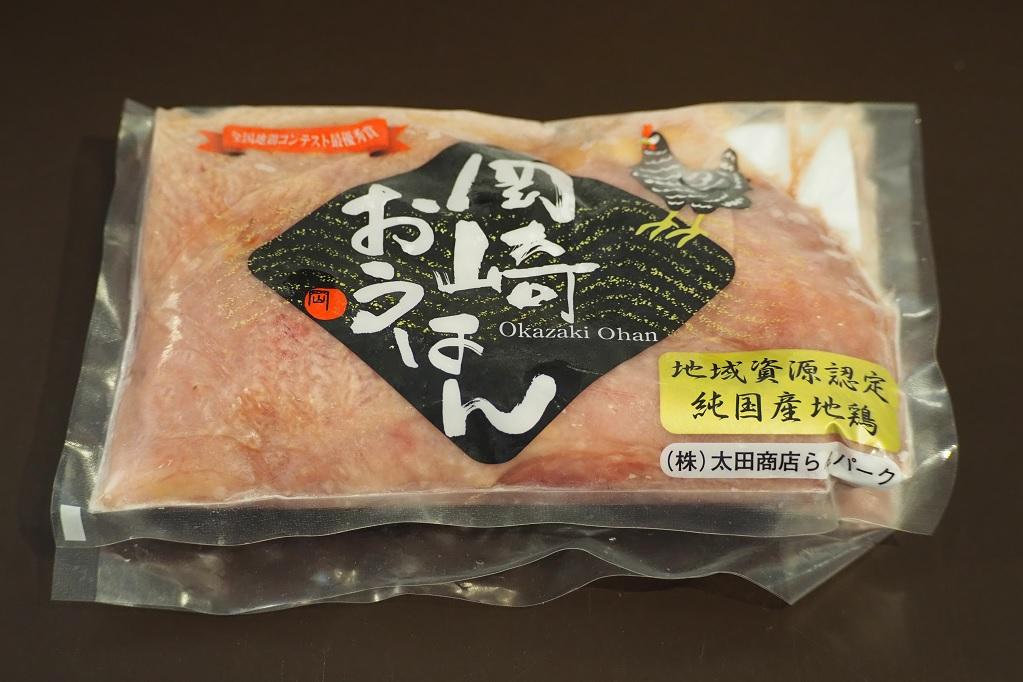 全国地鶏コンテスト最優秀賞
岡崎
おうはん
岡
Okazaki Ohan
地域資源認定
純国産地鶏
(株)太田商店ら パーク